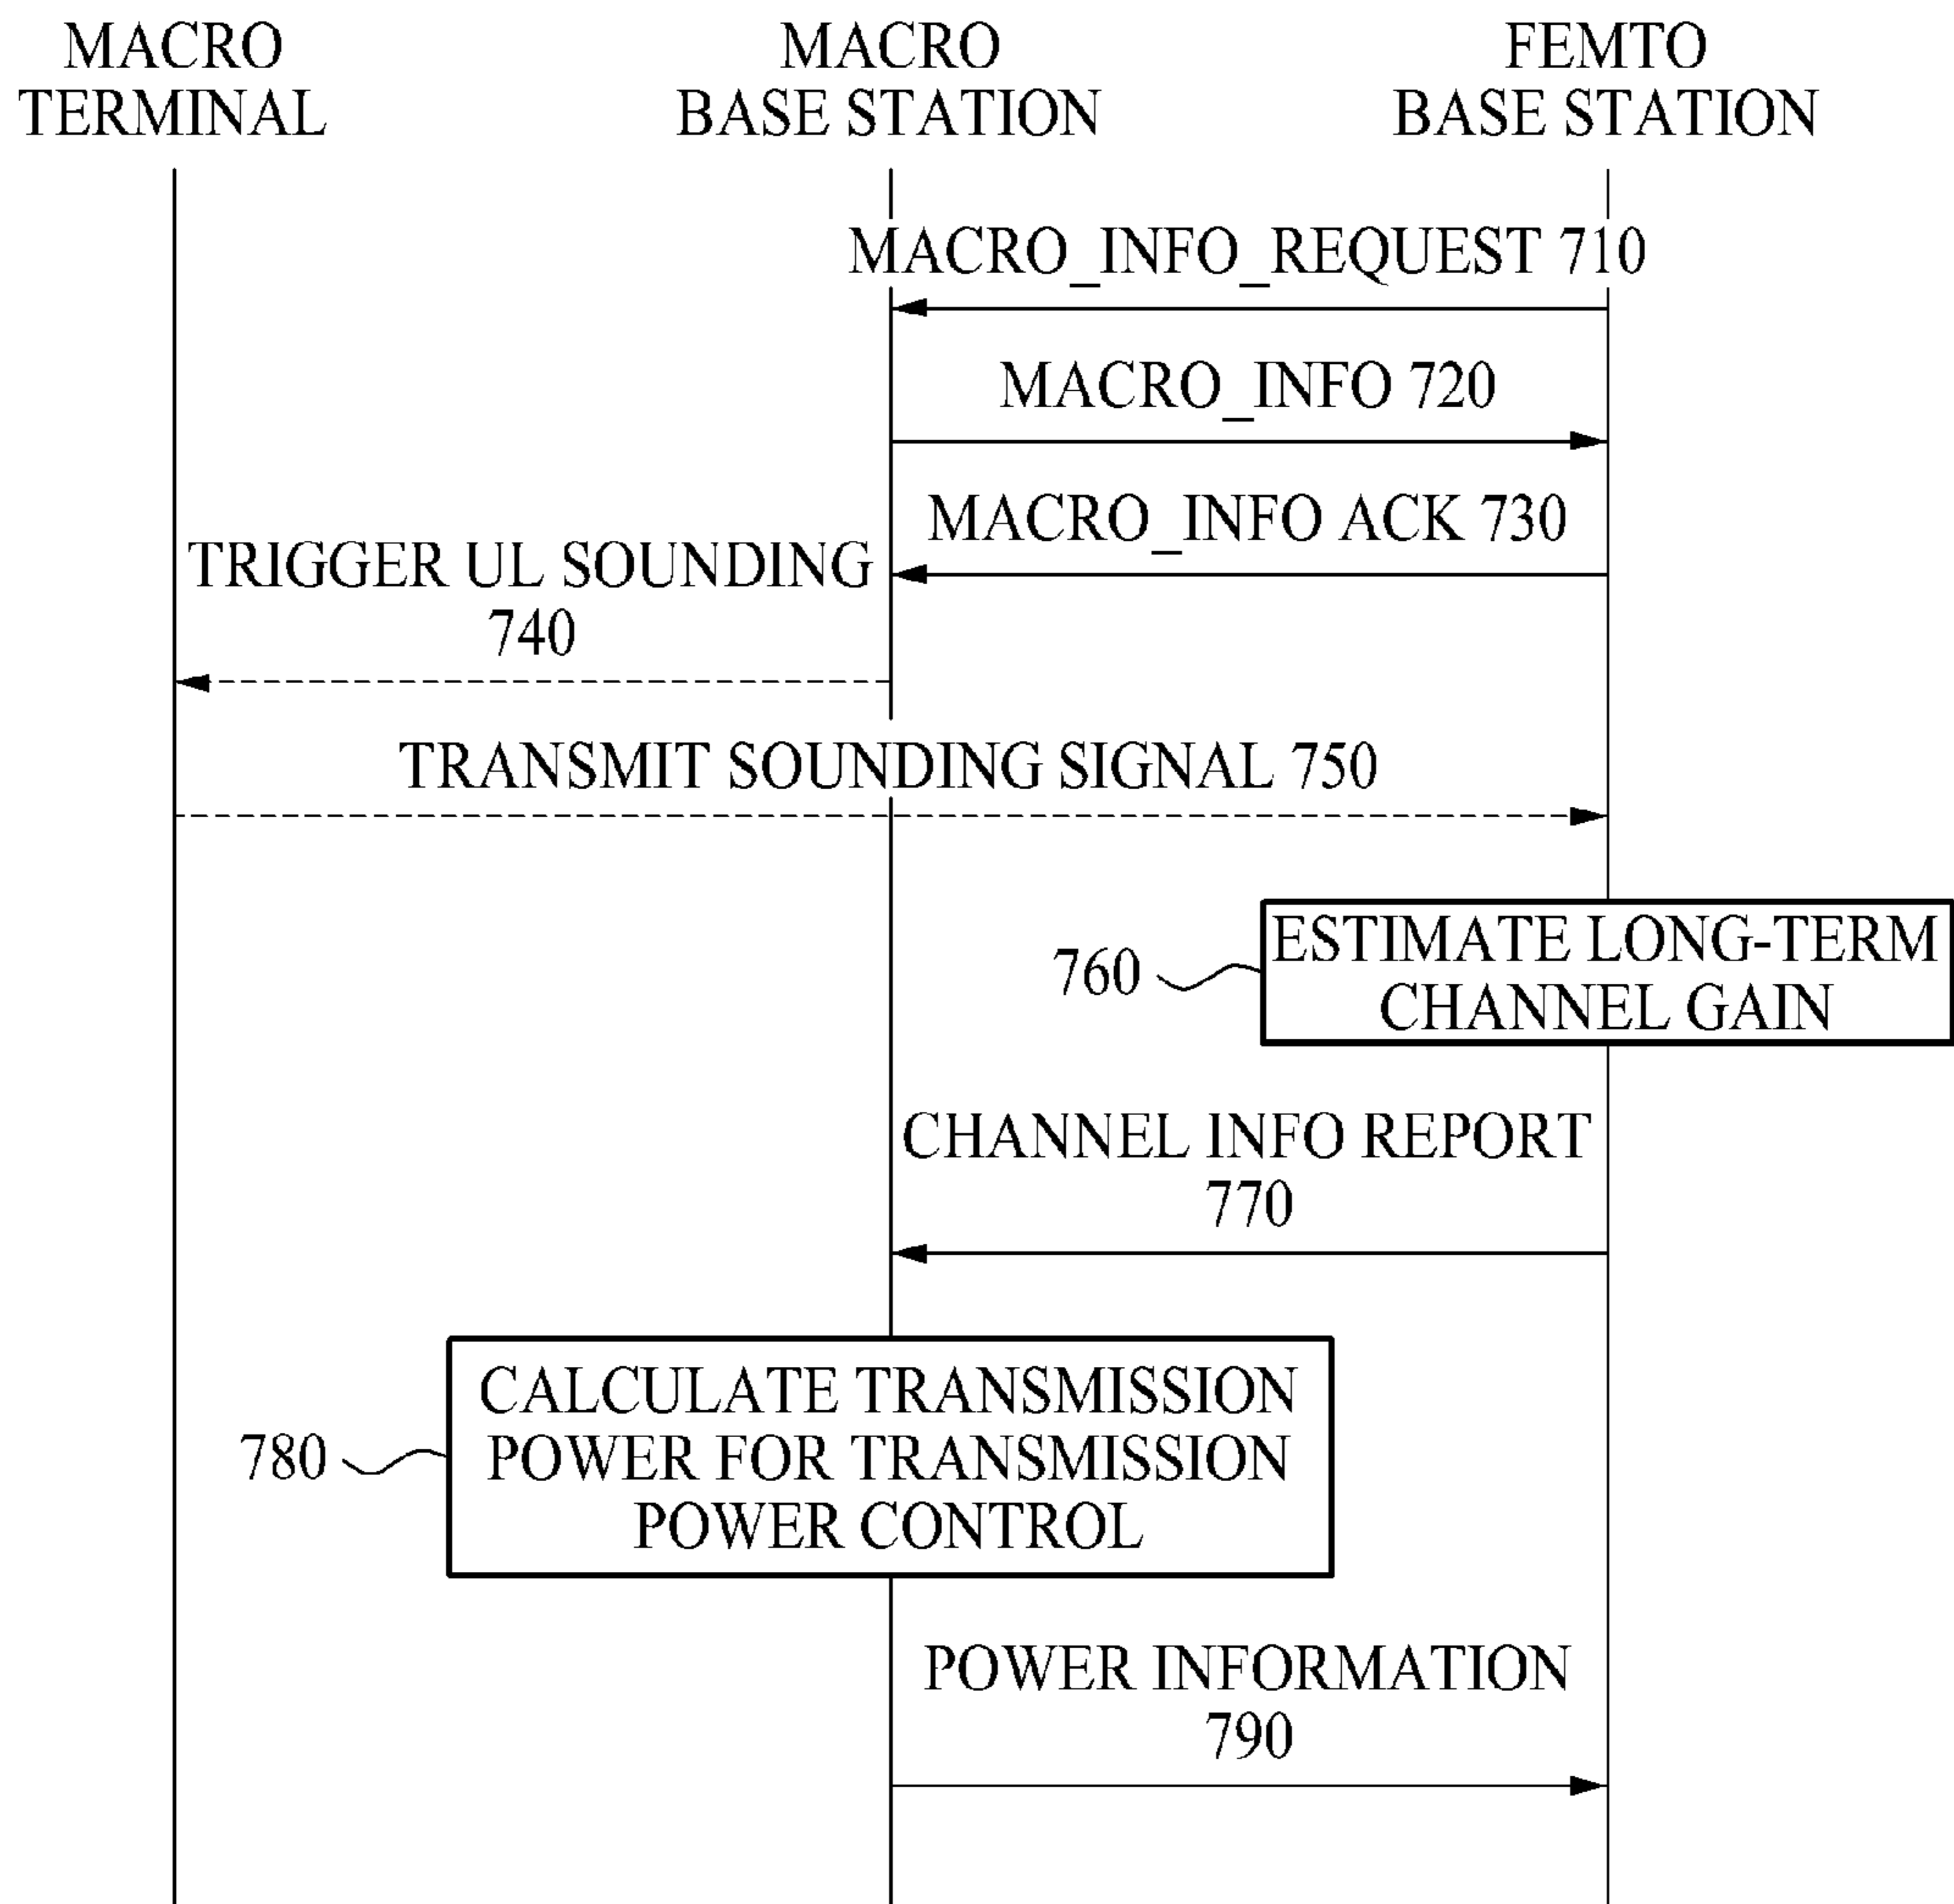 MACRO
TERMINAL
MACRO
BASE STATION
FEMTO
BASE STATION
MACRO_INFO_REQUEST 710
MACRO_INFO 720
MACRO_INFO ACK 730
TRIGGER UL SOUNDING
740
TRANSMIT SOUNDING SIGNAL 750
ESTIMATE LONG-TERM
CHANNEL GAIN
760
CHANNEL INFO REPORT
770
CALCULATE TRANSMISSION
POWER FOR TRANSMISSION
POWER CONTROL
780
POWER INFORMATION
790